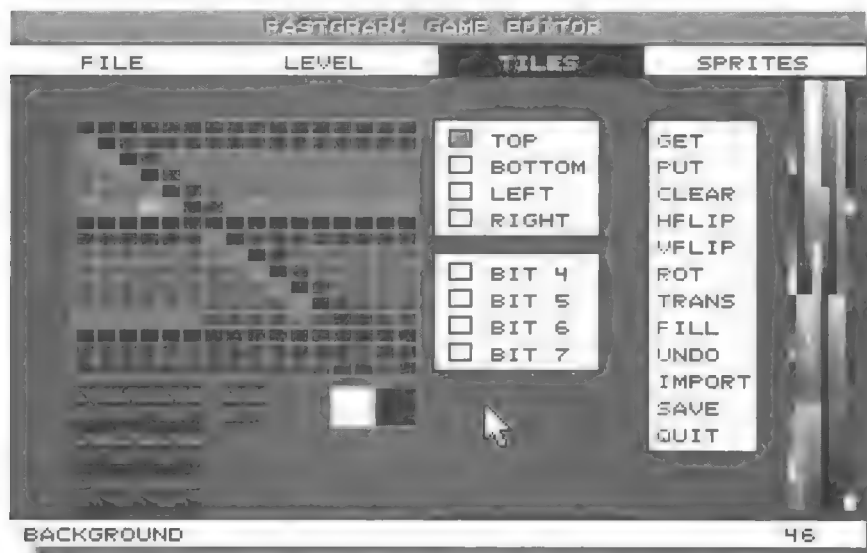 FASTGRAPH GAME EDITOR
FILE LEVEL TILES SPRITES
TOP
BOTTOM
LEFT
RIGHT
BIT 4
BIT 5
BIT 6
BIT 7
GET
PUT
CLEAR
HFLIP
VFLIP
ROT
TRANS
FILL
UNDO
IMPORT
SAVE
QUIT
BACKGROUND 46